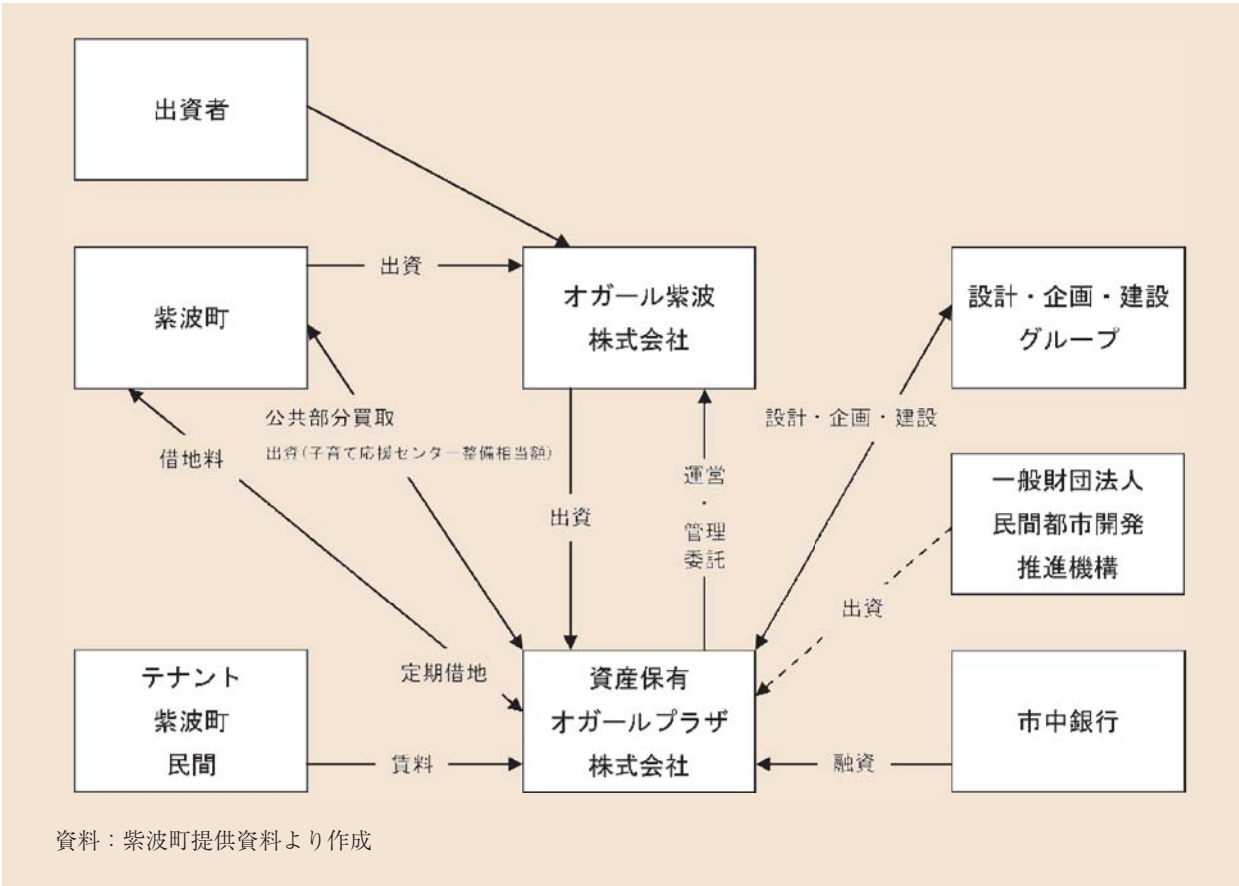 出資者
紫波町
出資
オガール紫波
株式会社
設計・企画・建設
グループ
公共部分買取
出資(子育て応援センター整備相当額)
借地料
出資
運営
・
管理
委託
設計・企画・建設
一般財団法人
民間都市開発
推進機構
出資
定期借地
テナント
紫波町
民間
賃料
資産保有
オガールプラザ
株式会社
融資
市中銀行
資料：紫波町提供資料より作成